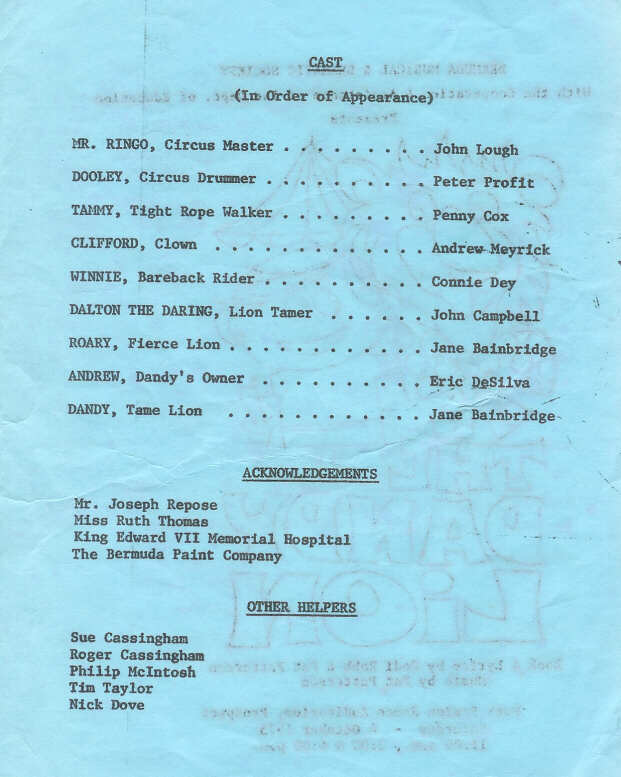 CAST
(In Order of Appearance)
MR. RINGO, Circus Master . . . . . . . . . John Lough
DOOLEY, Circus Drummer . . . . . . . . . . Peter Profit
TAMMY, Tight Rope Walker . . . . . . . . . Penny Cox
CLIFFORD, Clown . . . . . . . . . . . . . Andrew Meyrick
WINNIE, Bareback Rider . . . . . . . . . . Connie Dey
DALTON THE DARING, Lion Tamer . . . . . . John Campbell
ROARY, Fierce Lion . . . . . . . . . . . . Jane Bainbridge
ANDREW, Dandy's Owner . . . . . . . . . . Eric DeSilva
DANDY, Tame Lion . . . . . . . . . . . . Jane Bainbridge
ACKNOWLEDGEMENTS
Mr. Joseph Repose
Miss Ruth Thomas
King Edward VII Memorial Hospital
The Bermuda Paint Company
OTHER HELPERS
Sue Cassingham
Roger Cassingham
Philip McIntosh
Tim Taylor
Nick Dove